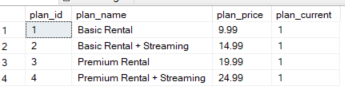 plan_id plan_name plan_price plan_current
1 1 Basic Rental 9.99 1
2 2 Basic Rental + Streaming 14.99 1
3 3 Premium Rental 19.99 1
4 4 Premium Rental + Streaming 24.99 1